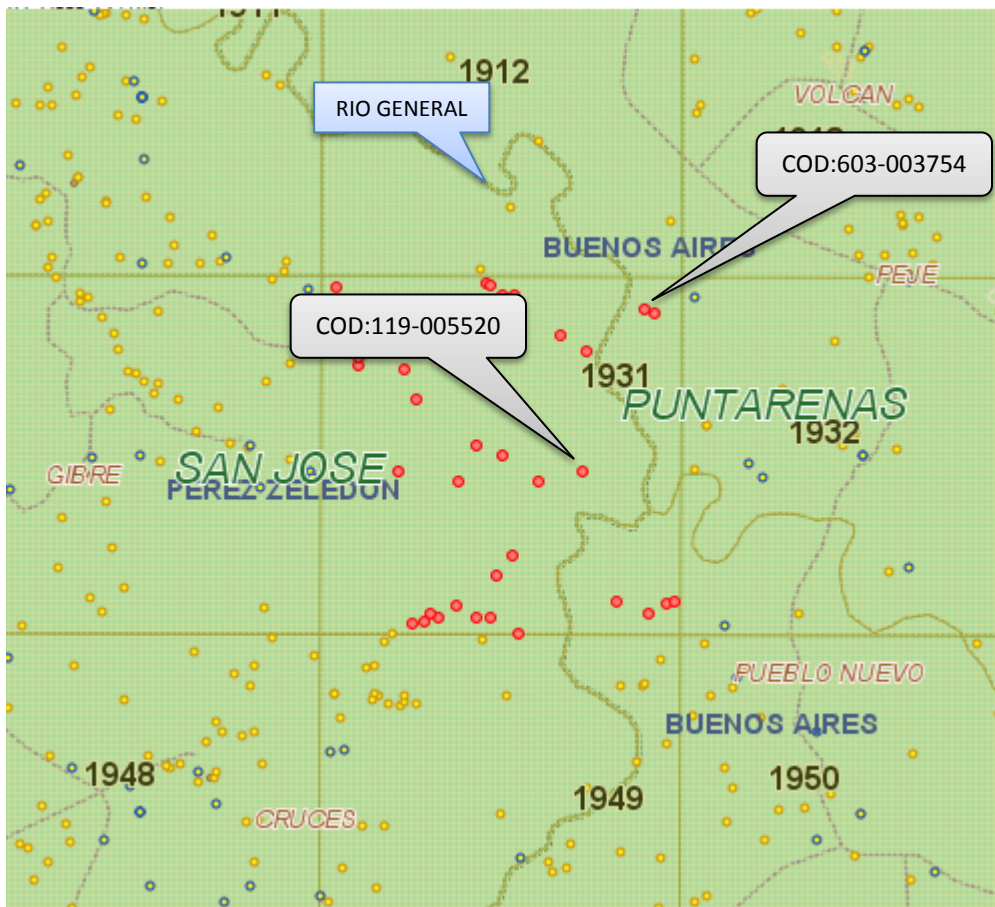 1912
VOLCAN
RIO GENERAL
COD:603-003754
BUENOS AIRES
PEJE
COD:119-005520
1931
PUNTARENAS
1932
SAN JOSE
GIBRE
PEREZ ZELEDON
PUEBLO NUEVO
BUENOS AIRES
1948
1950
1949
CRUCES